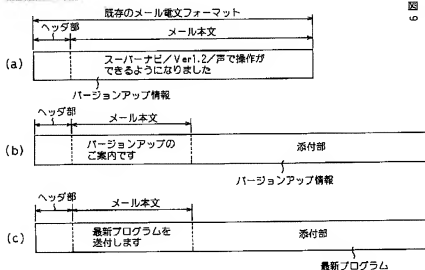 図6
既存のメール電文フォーマット
ヘッダ部
メール本文
(a)
スーパーナビ/Ver1.2/声で操作が
できるようになりました
バージョンアップ情報
ヘッダ部
メール本文
(b)
バージョンアップの
ご案内です
添付部
バージョンアップ情報
ヘッダ部
メール本文
(c)
最新プログラムを
送付します
添付部
最新プログラム